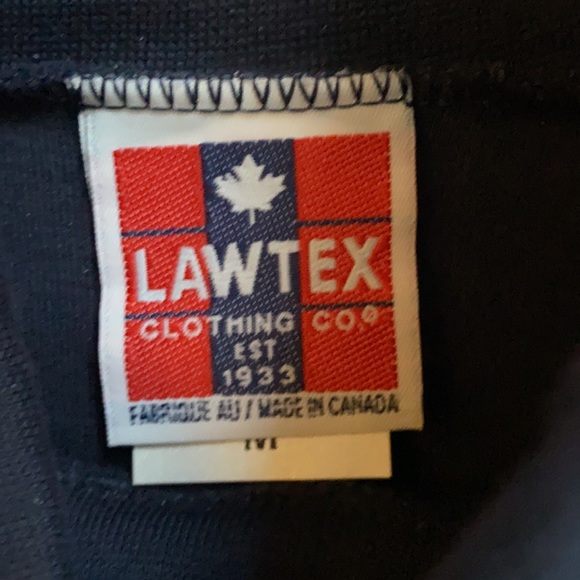 LAWTEX
CLOTHING CO.®
EST
1933
FABRIQUE AU / MADE IN CANADA
M